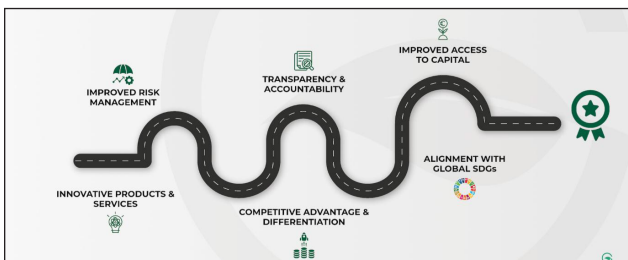 IMPROVED RISK
MANAGEMENT
TRANSPARENCY &
ACCOUNTABILITY
IMPROVED ACCESS
TO CAPITAL
INNOVATIVE PRODUCTS &
SERVICES
COMPETITIVE ADVANTAGE &
DIFFERENTIATION
ALIGNMENT WITH
GLOBAL SDGs